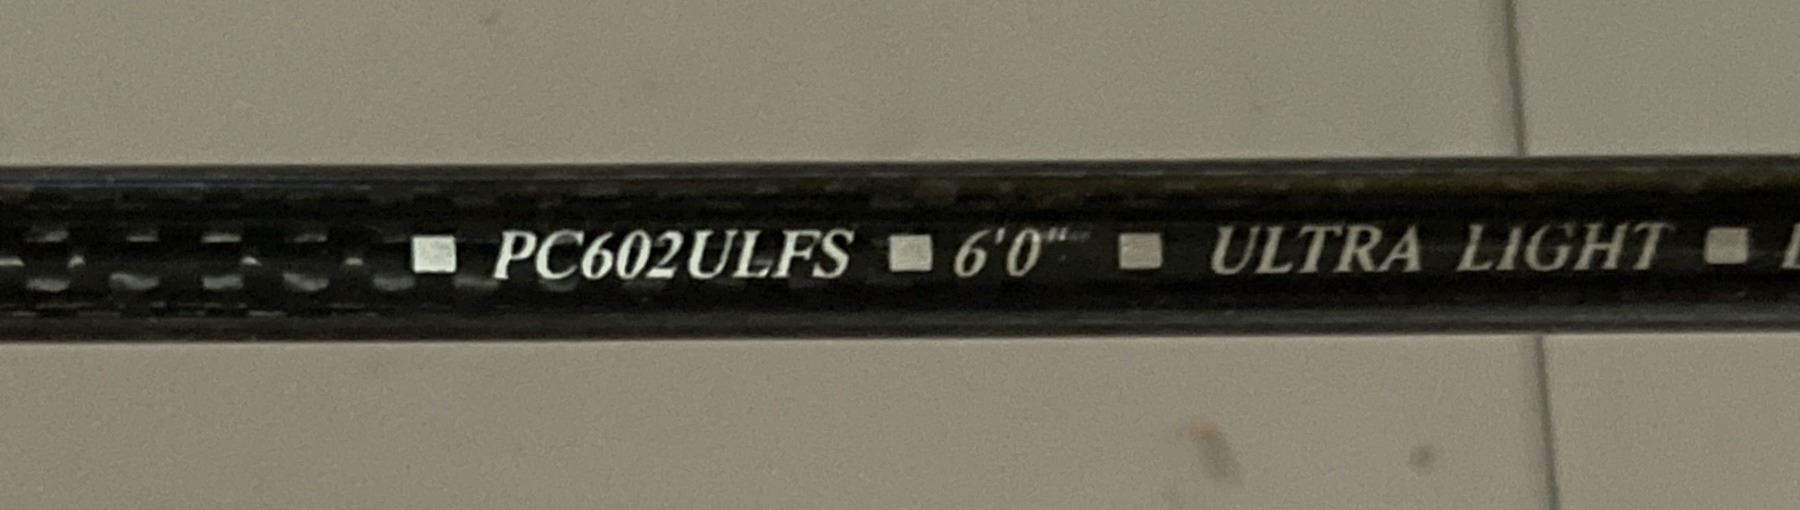 ■ PC602ULFS ■ 6'0" ■ ULTRA LIGHT ■